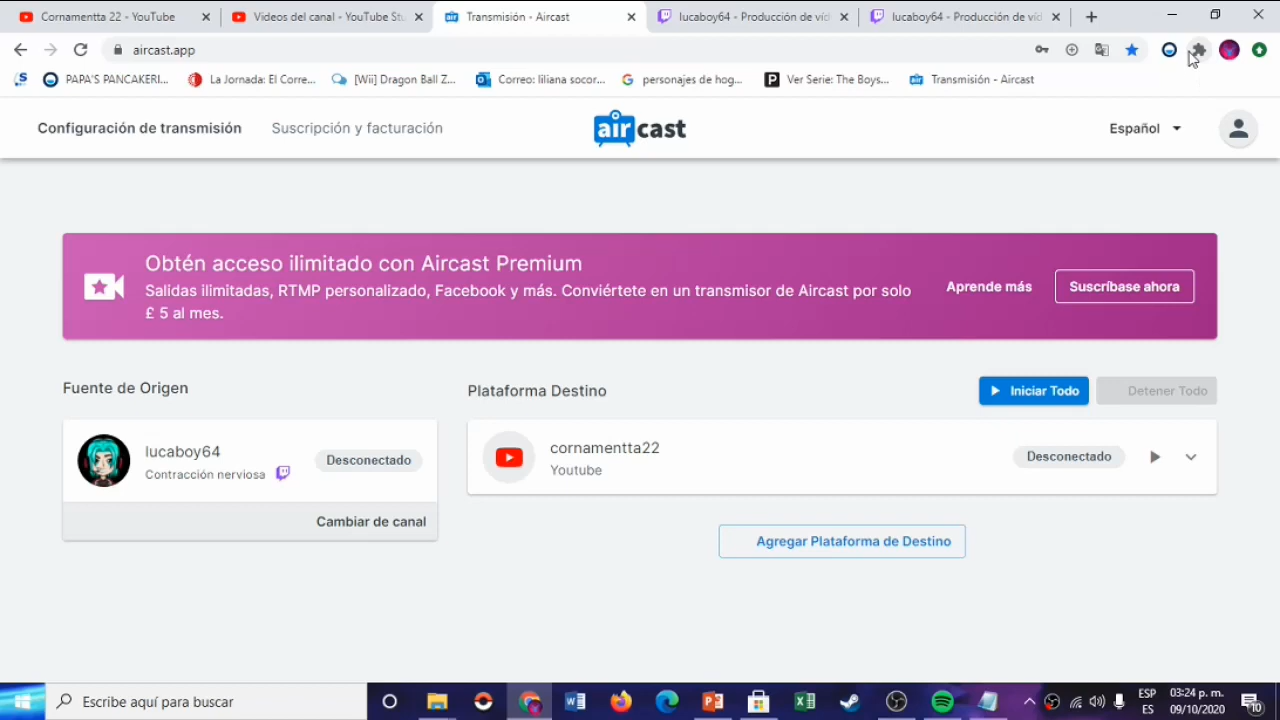 Cornamentta 22 - YouTube
Videos del canal - YouTube Stu
Transmisión - Aircast
lucaboy64 - Producción de víd
lucaboy64 - Producción de víd
aircast.app
PAPA'S PANCAKERI...
La Jornada: El Corre...
[Wii] Dragon Ball Z...
Correo: liliana socor...
personajes de hog...
Ver Serie: The Boys...
Transmisión - Aircast
Configuración de transmisión
Suscripción y facturación
air cast
Español
Obtén acceso ilimitado con Aircast Premium
Salidas ilimitadas, RTMP personalizado, Facebook y más. Conviértete en un transmisor de Aircast por solo
£ 5 al mes.
Aprende más
Suscríbase ahora
Fuente de Origen
Plataforma Destino
Iniciar Todo
Detener Todo
lucaboy64
Contracción nerviosa
Desconectado
Cambiar de canal
cornamentta22
Youtube
Desconectado
Agregar Plataforma de Destino
Escribe aquí para buscar
ESP
ES
03:24 p. m.
09/10/2020
10